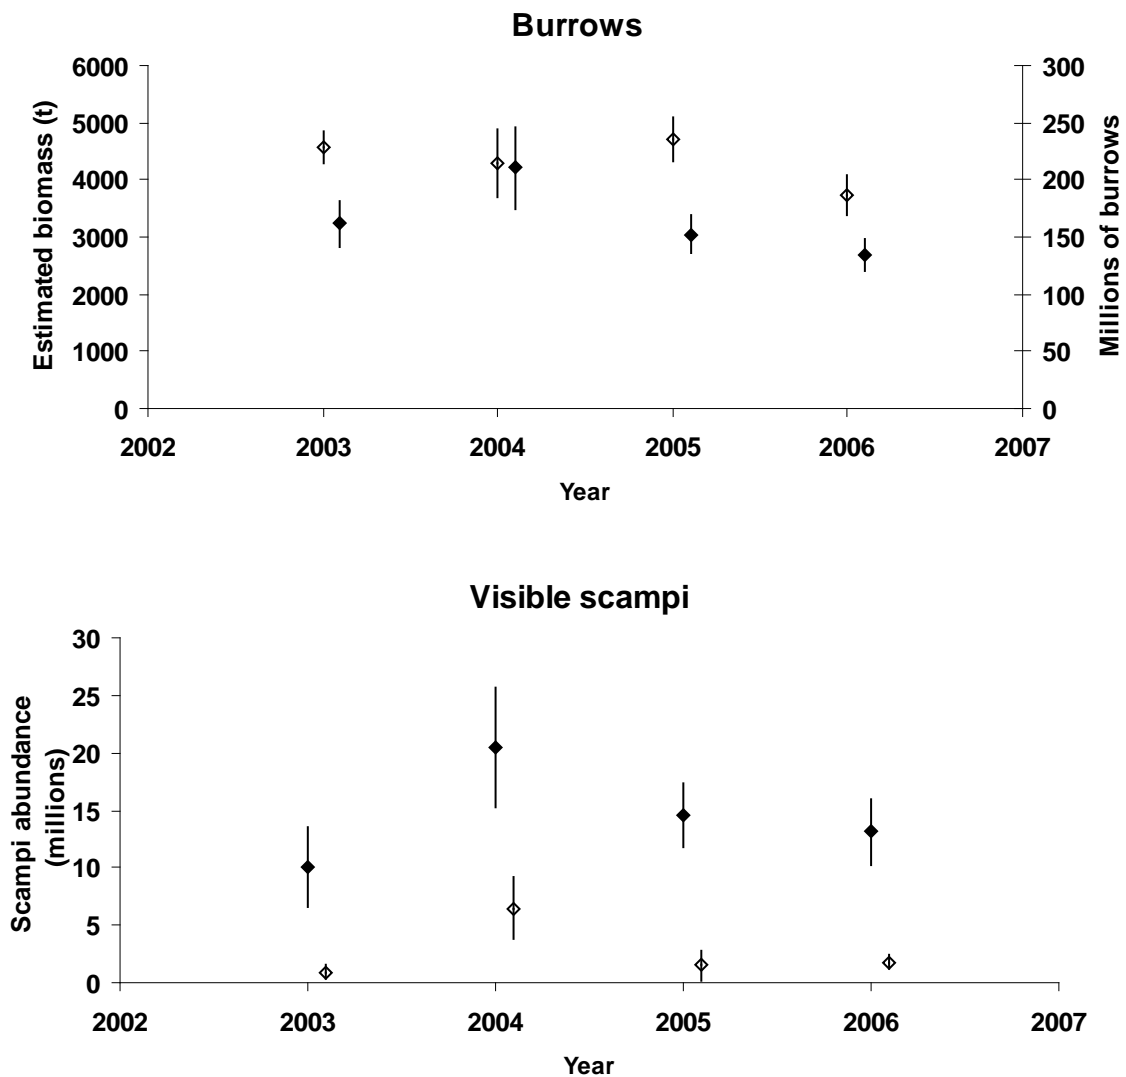 Burrows
Estimated biomass (t)
6000
5000
4000
3000
2000
1000
0
300
250
200
150
100
50
0
Millions of burrows
2002 2003 2004 2005 2006 2007
Year
Visible scampi
Scampi abundance
(millions)
30
25
20
15
10
5
0
2002 2003 2004 2005 2006 2007
Year